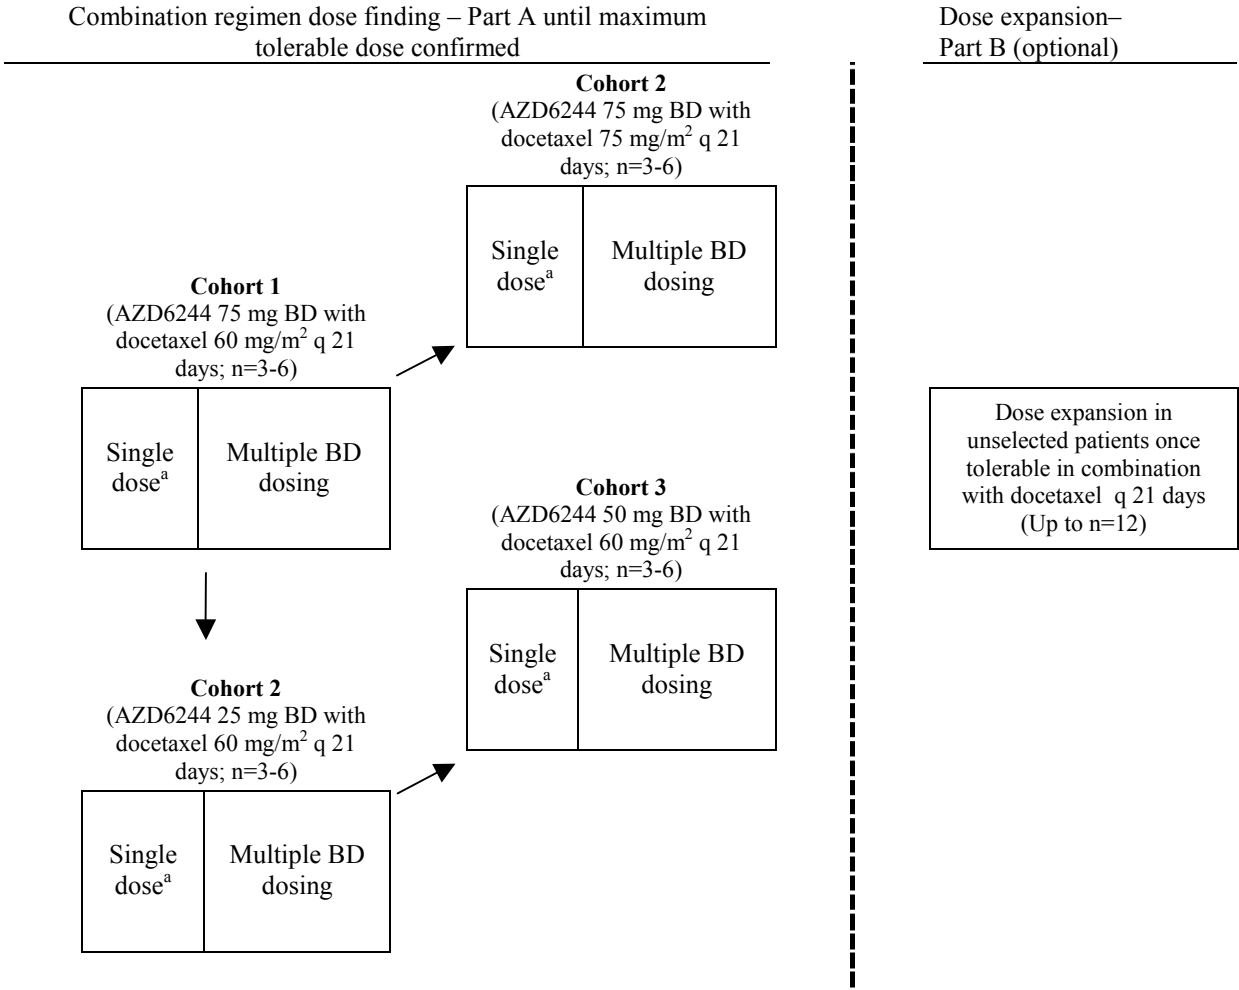 Combination regimen dose finding – Part A until maximum
tolerable dose confirmed
Dose expansion–
Part B (optional)
Cohort 2
(AZD6244 75 mg BD with
docetaxel 75 mg/m² q 21
days; n=3-6)
Single
doseᵃ
Multiple BD
dosing
Cohort 1
(AZD6244 75 mg BD with
docetaxel 60 mg/m² q 21
days; n=3-6)
Single
doseᵃ
Multiple BD
dosing
Dose expansion in
unselected patients once
tolerable in combination
with docetaxel q 21 days
(Up to n=12)
Cohort 3
(AZD6244 50 mg BD with
docetaxel 60 mg/m² q 21
days; n=3-6)
Single
doseᵃ
Multiple BD
dosing
Cohort 2
(AZD6244 25 mg BD with
docetaxel 60 mg/m² q 21
days; n=3-6)
Single
doseᵃ
Multiple BD
dosing